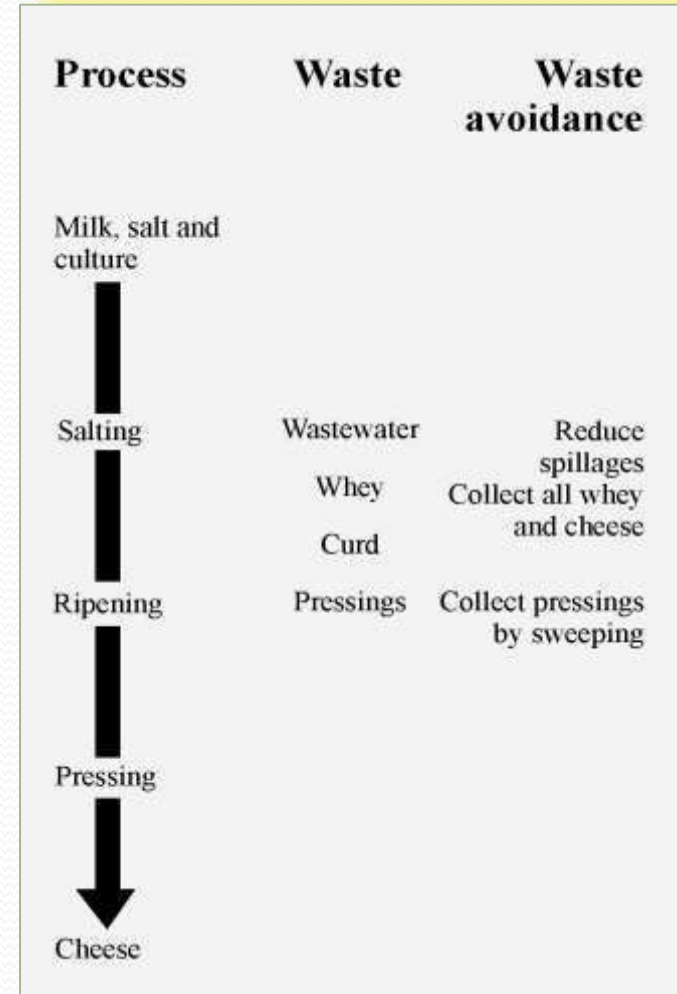 Process
Waste
Waste
avoidance
Milk, salt and
culture
Salting
Wastewater
Whey
Curd
Reduce
spillages
Collect all whey
and cheese
Ripening
Pressings
Collect pressings
by sweeping
Pressing
Cheese